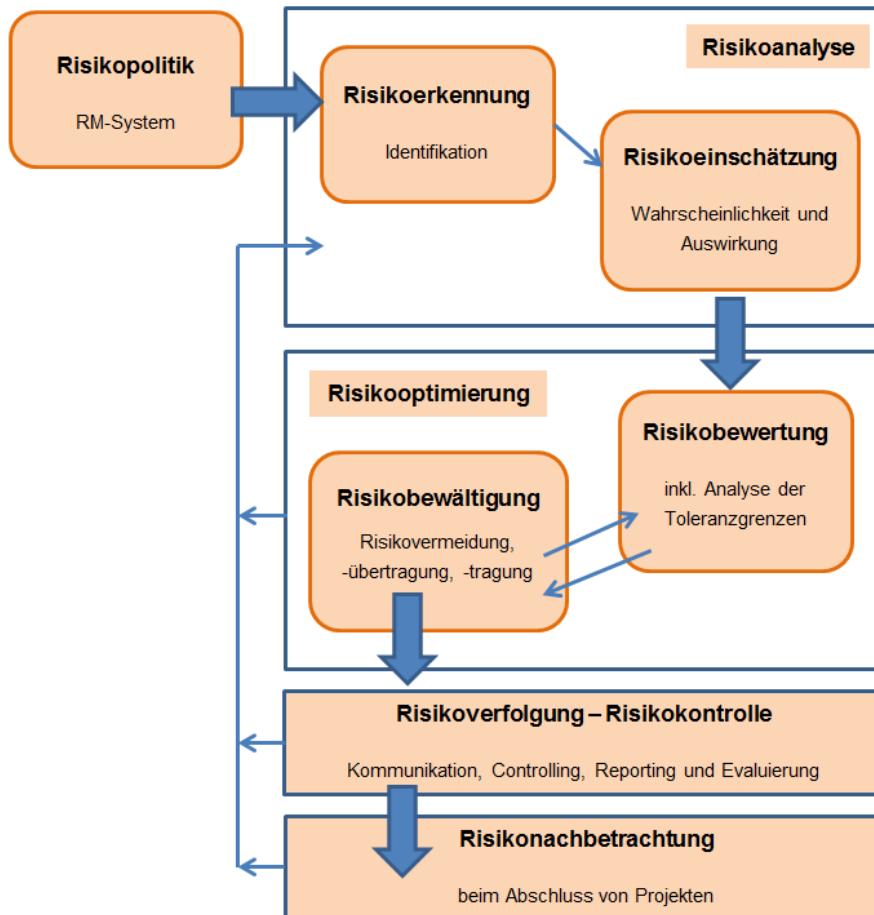 Risikopolitik
RM-System
Risikoanalyse
Risikoerkennung
Identifikation
Risikoeinschätzung
Wahrscheinlichkeit und
Auswirkung
Risikooptimierung
Risikobewertung
inkl. Analyse der
Toleranzgrenzen
Risikobewältigung
Risikovermeidung,
-übertragung, -tragung
Risikoverfolgung – Risikokontrolle
Kommunikation, Controlling, Reporting und Evaluierung
Risikonachbetrachtung
beim Abschluss von Projekten